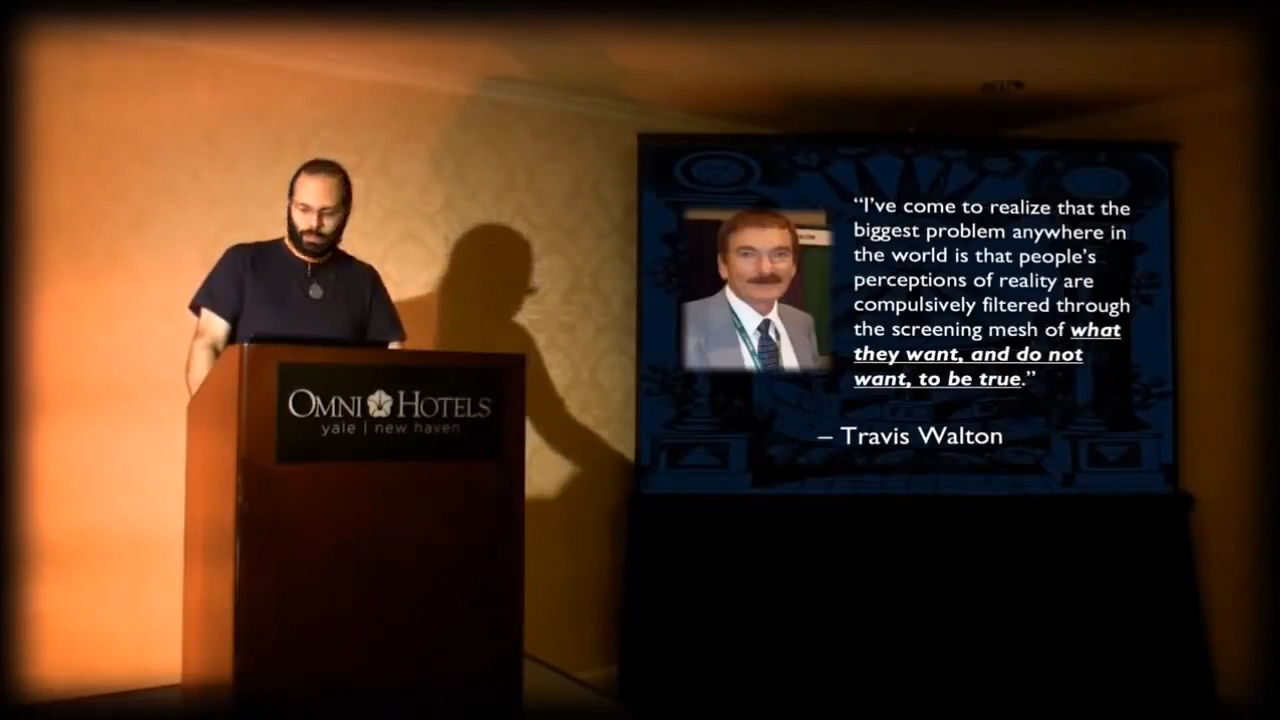 OMNI HOTELS
yale | new haven
“I’ve come to realize that the
biggest problem anywhere in
the world is that people’s
perceptions of reality are
compulsively filtered through
the screening mesh of what
they want, and do not
want, to be true.”
– Travis Walton